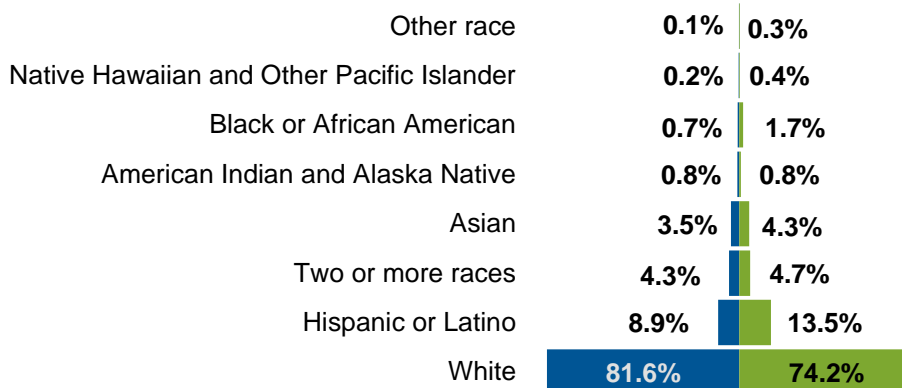 Other race 0.1% 0.3%
Native Hawaiian and Other Pacific Islander 0.2% 0.4%
Black or African American 0.7% 1.7%
American Indian and Alaska Native 0.8% 0.8%
Asian 3.5% 4.3%
Two or more races 4.3% 4.7%
Hispanic or Latino 8.9% 13.5%
White 81.6% 74.2%